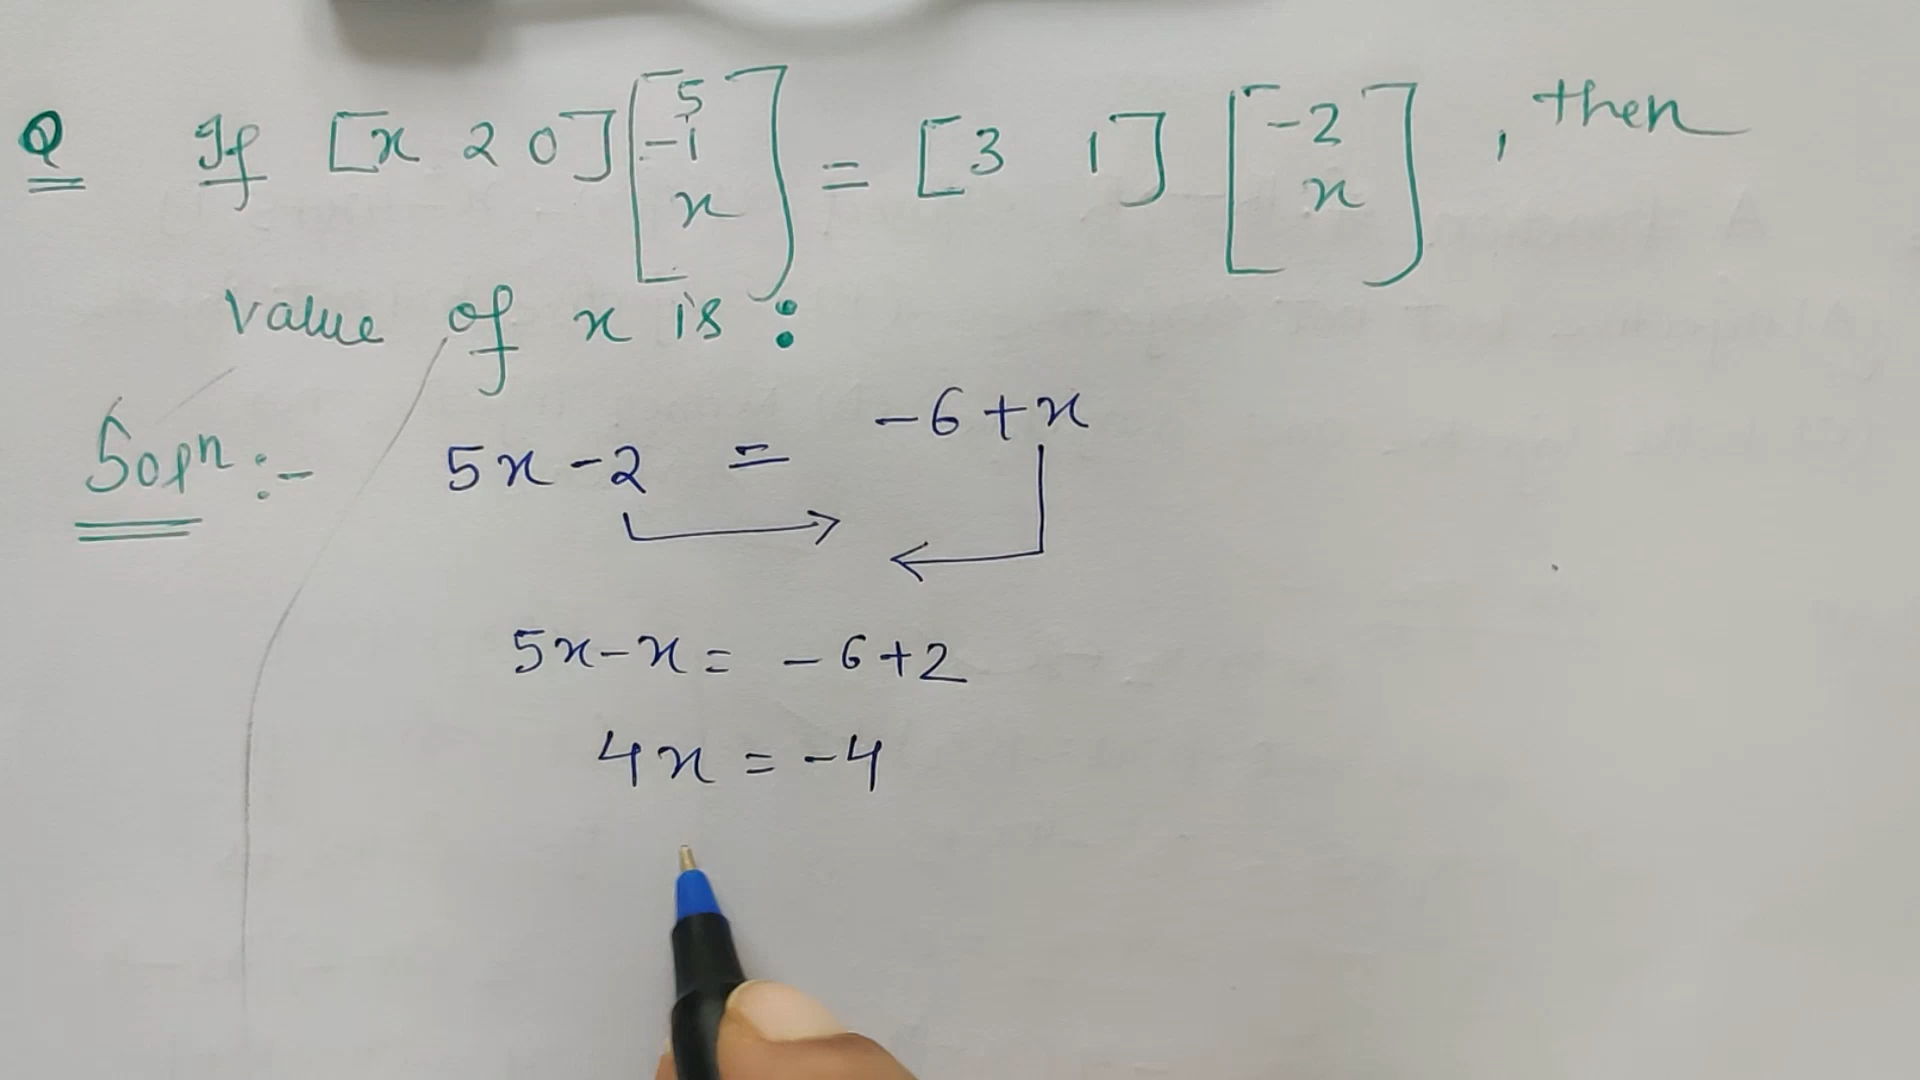 Q If [x 2 0] [5 -1 x] = [3 1] [-2 x], then
value of x is :
Soln :- 5x - 2 = -6 + x
5x - x = -6 + 2
4x = -4